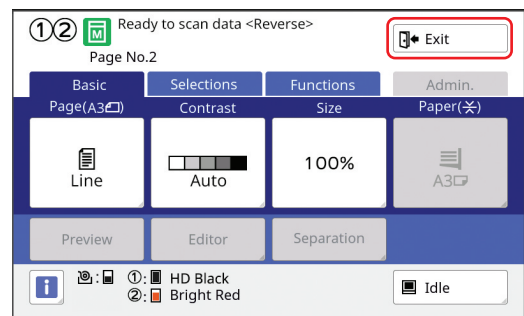 ①② M Ready to scan data <Reverse>
Page No.2
Exit
Basic Selections Functions Admin.
Page(A3) Contrast Size Paper(⚹)
Line Auto 100% A3
Preview Editor Separation
i : ①: HD Black
②: Bright Red
Idle